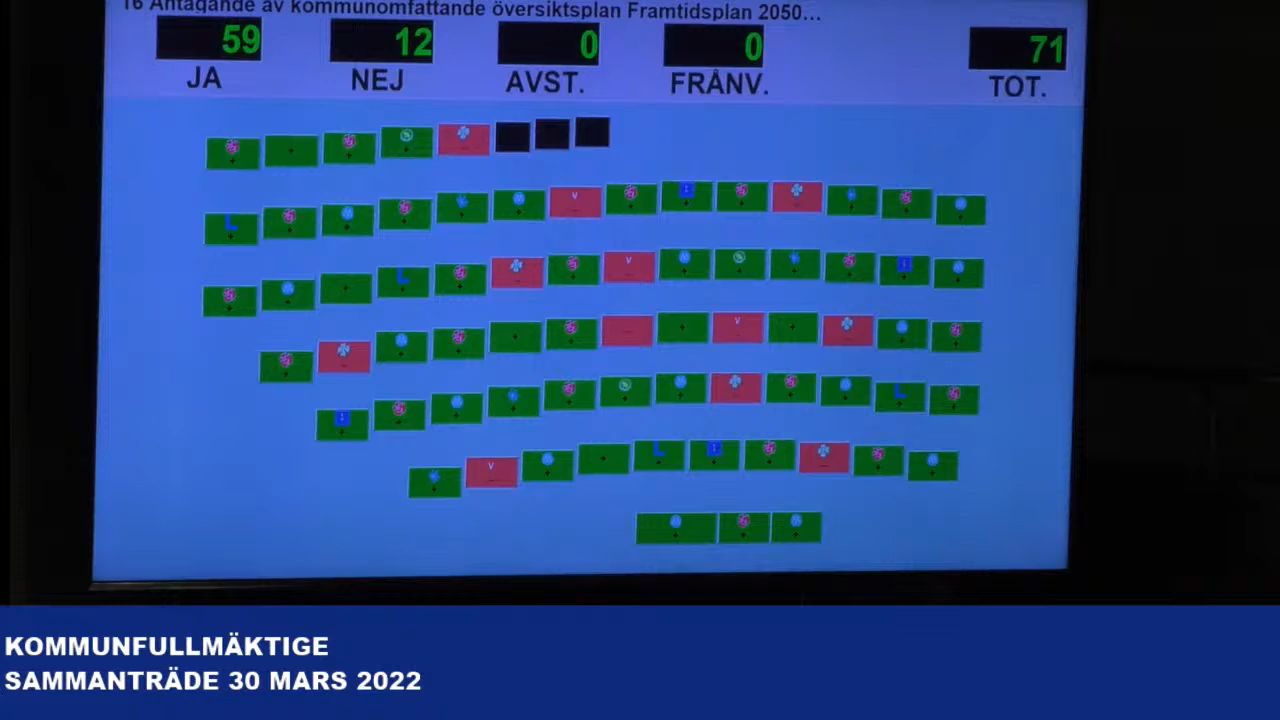 16 Antagande av kommunomfattande översiktsplan Framtidsplan 2050...
59 12 0 0 71
JA NEJ AVST. FRÅNV. TOT.
V
V
V
V
KOMMUNFULLMÄKTIGE
SAMMANTRÄDE 30 MARS 2022